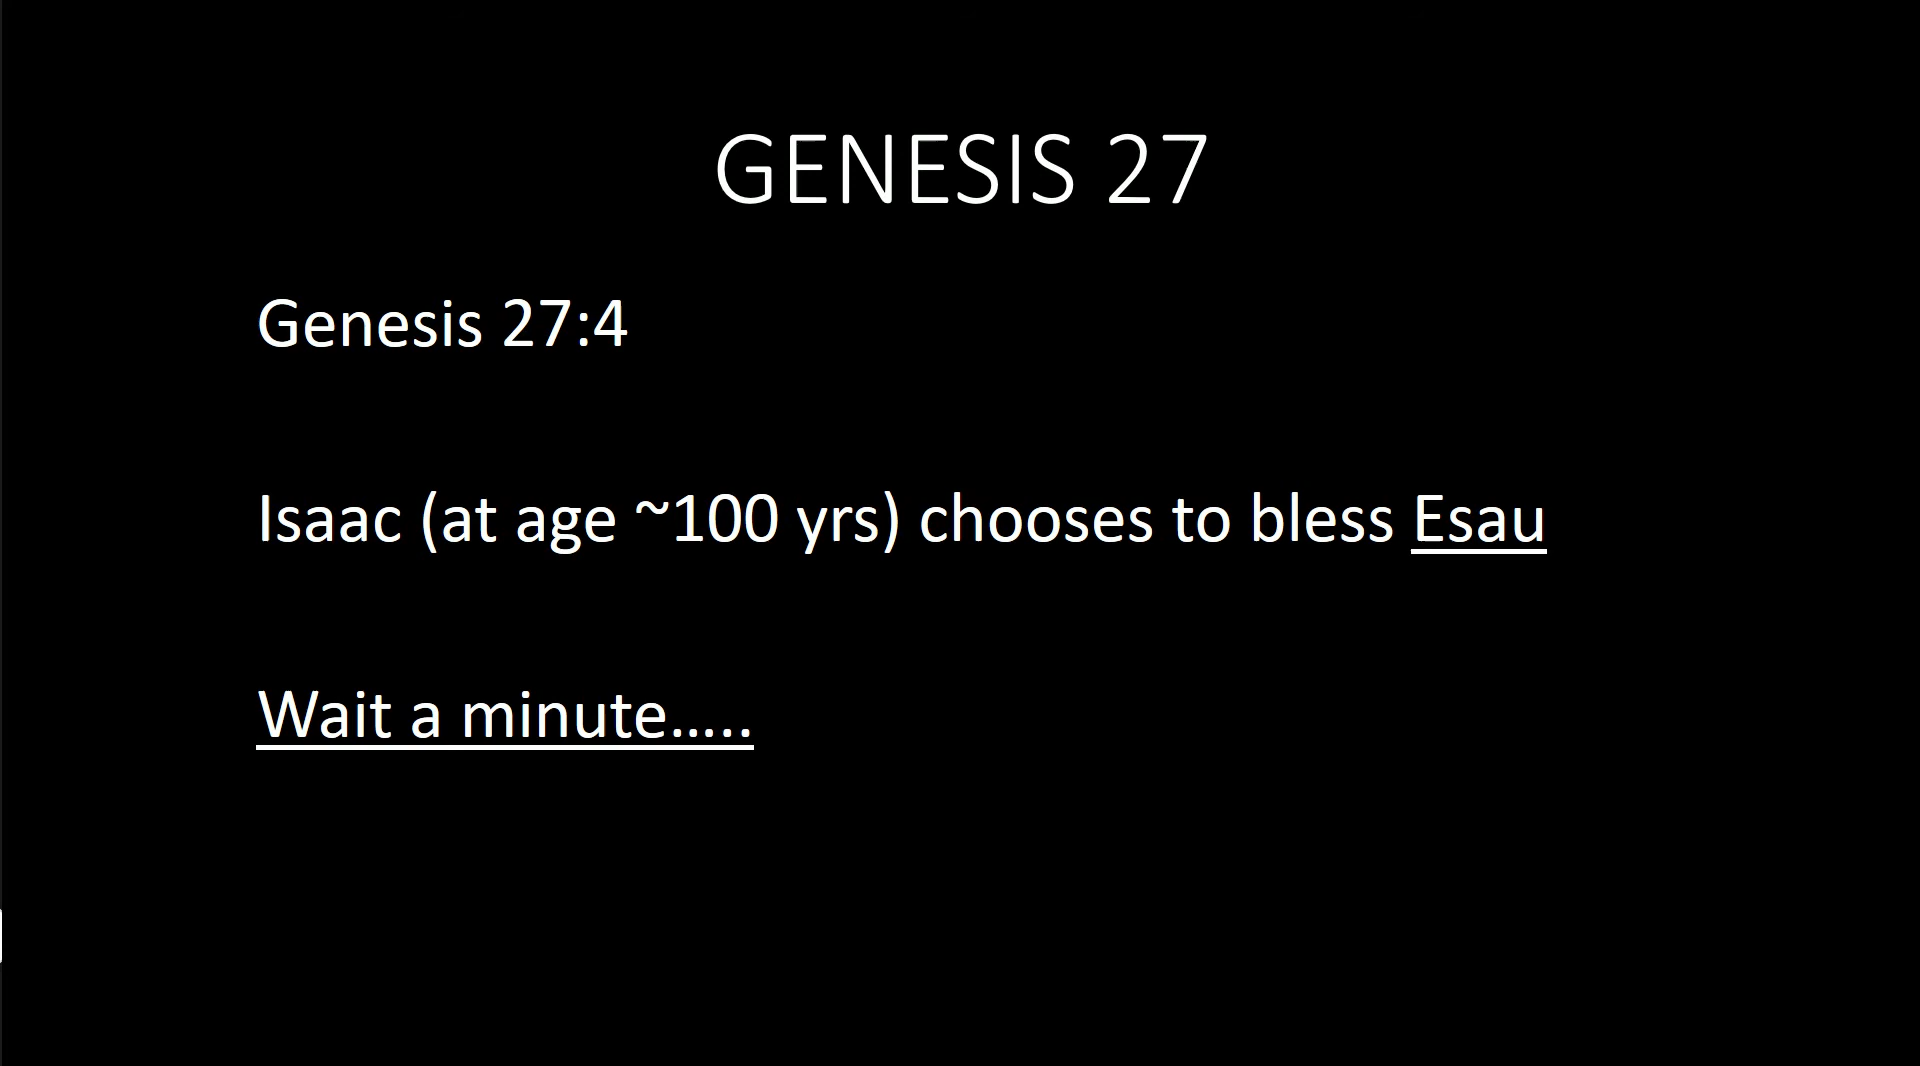 GENESIS 27
Genesis 27:4
Isaac (at age ~100 yrs) chooses to bless Esau
Wait a minute…..